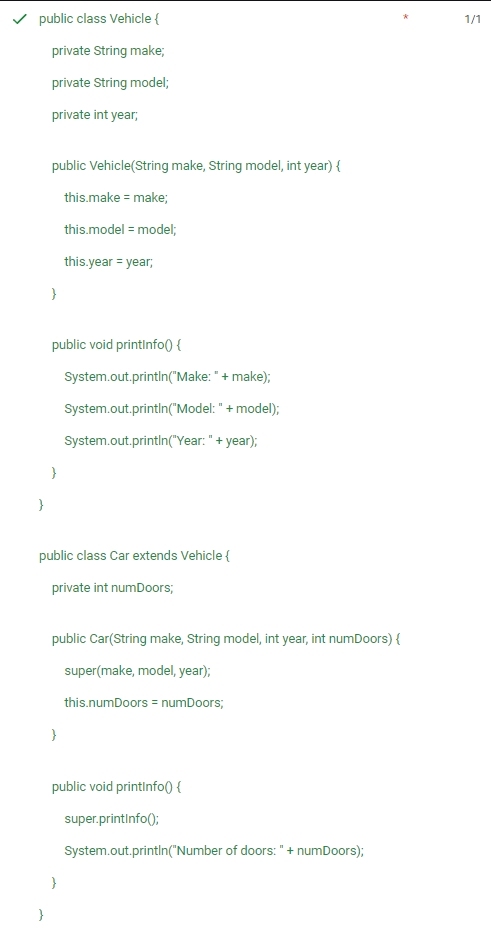 public class Vehicle { * 1/1
private String make;
private String model;
private int year;
public Vehicle(String make, String model, int year) {
this.make = make;
this.model = model;
this.year = year;
}
public void printInfo() {
System.out.println("Make: " + make);
System.out.println("Model: " + model);
System.out.println("Year: " + year);
}
}
public class Car extends Vehicle {
private int numDoors;
public Car(String make, String model, int year, int numDoors) {
super(make, model, year);
this.numDoors = numDoors;
}
public void printInfo() {
super.printInfo();
System.out.println("Number of doors: " + numDoors);
}
}